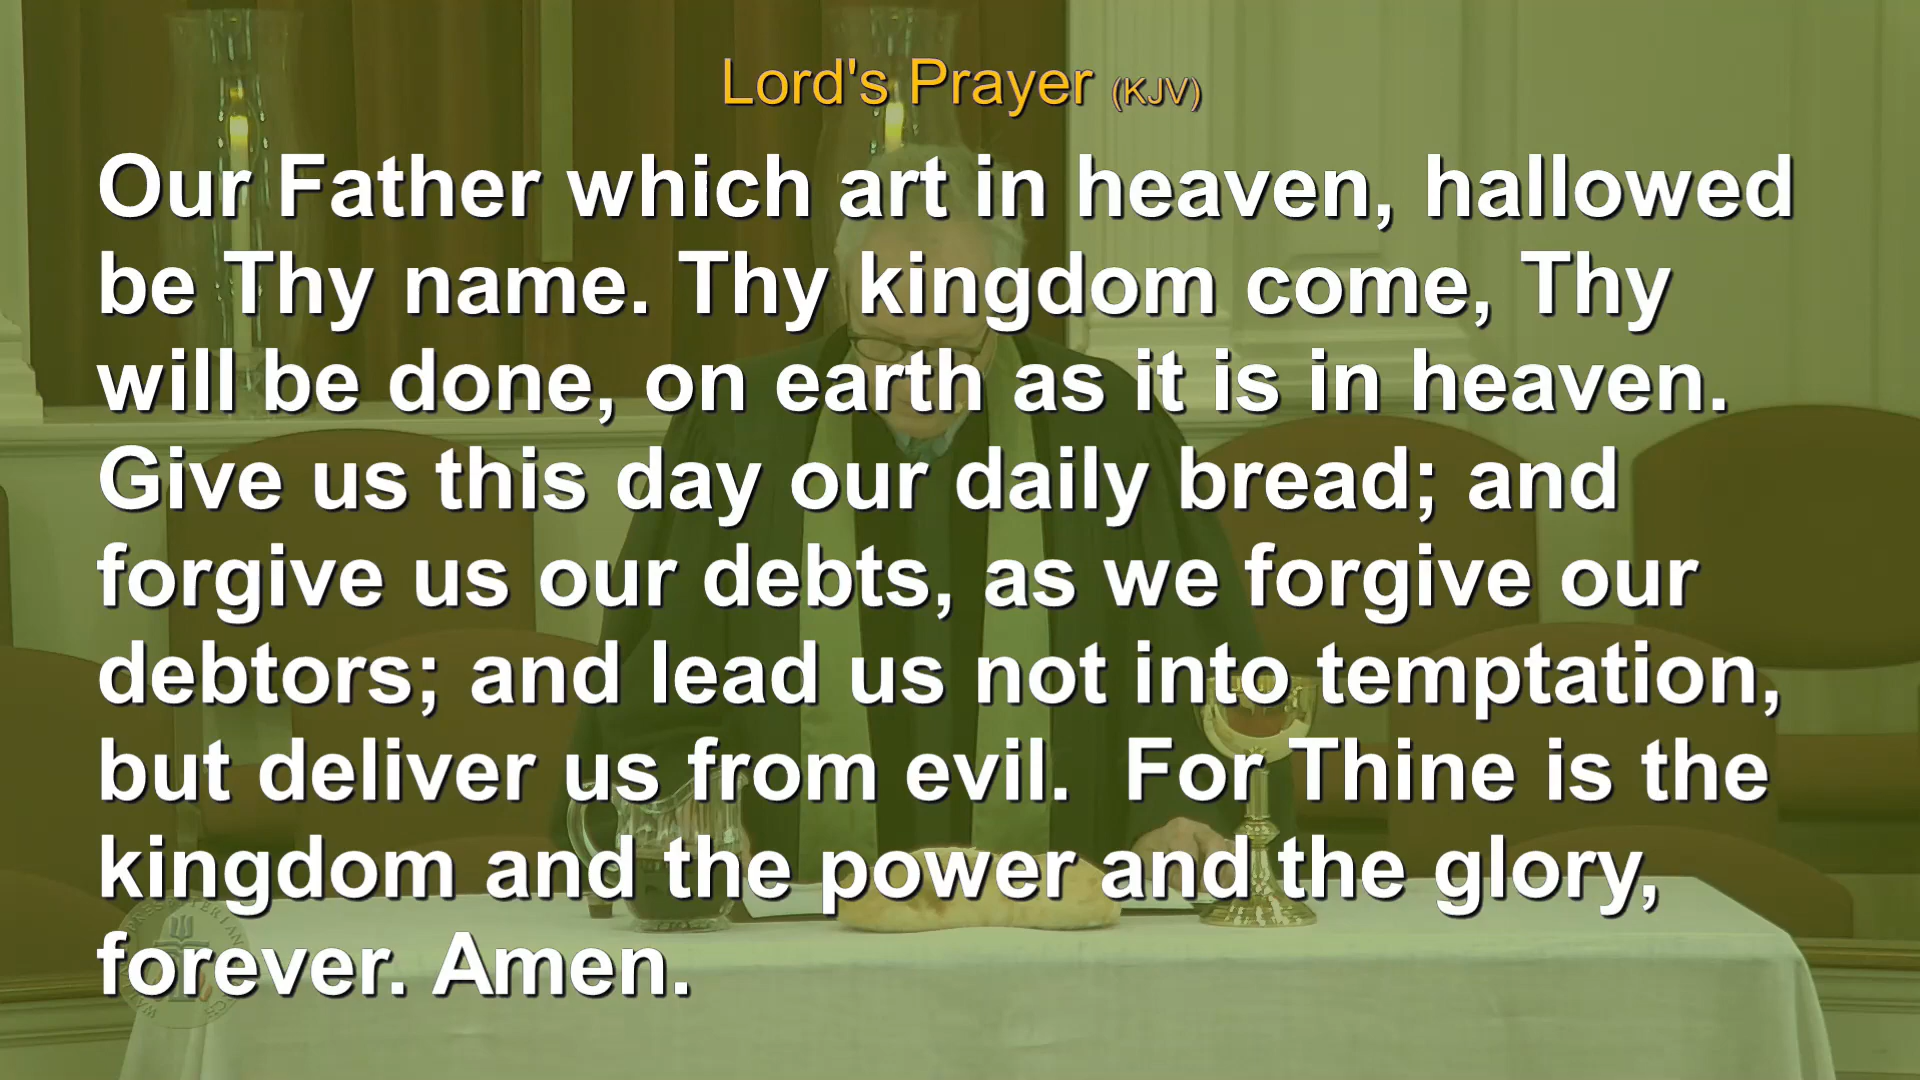 Lord's Prayer (KJV)
Our Father which art in heaven, hallowed
be Thy name. Thy kingdom come, Thy
will be done, on earth as it is in heaven.
Give us this day our daily bread; and
forgive us our debts, as we forgive our
debtors; and lead us not into temptation,
but deliver us from evil.  For Thine is the
kingdom and the power and the glory,
forever. Amen.